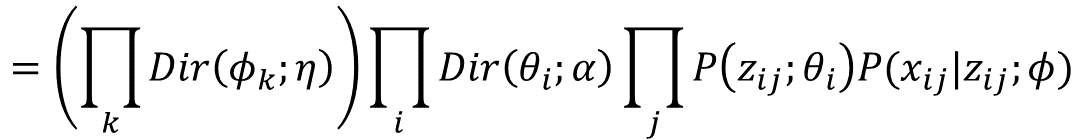 = (∏_k Dir(ϕ_k; η)) ∏_i Dir(θ_i; α) ∏_j P(z_ij; θ_i)P(x_ij|z_ij; ϕ)